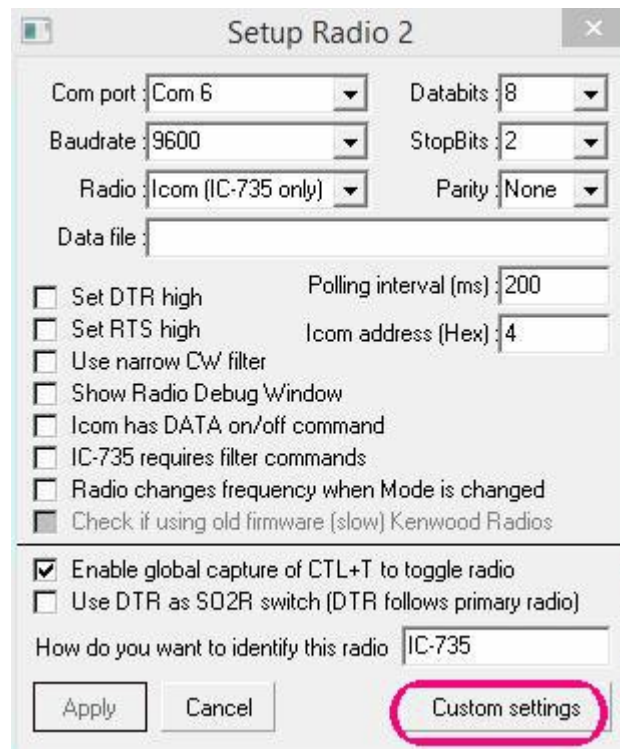 Setup Radio 2
Com port : Com 6 Databits : 8
Baudrate : 9600 StopBits : 2
Radio : Icom (IC-735 only) Parity : None
Data file :
Set DTR high Polling interval (ms) : 200
Set RTS high Icom address (Hex) : 4
Use narrow CW filter
Show Radio Debug Window
Icom has DATA on/off command
IC-735 requires filter commands
Radio changes frequency when Mode is changed
Check if using old firmware (slow) Kenwood Radios
Enable global capture of CTL+T to toggle radio
Use DTR as SO2R switch (DTR follows primary radio)
How do you want to identify this radio IC-735
Apply Cancel Custom settings